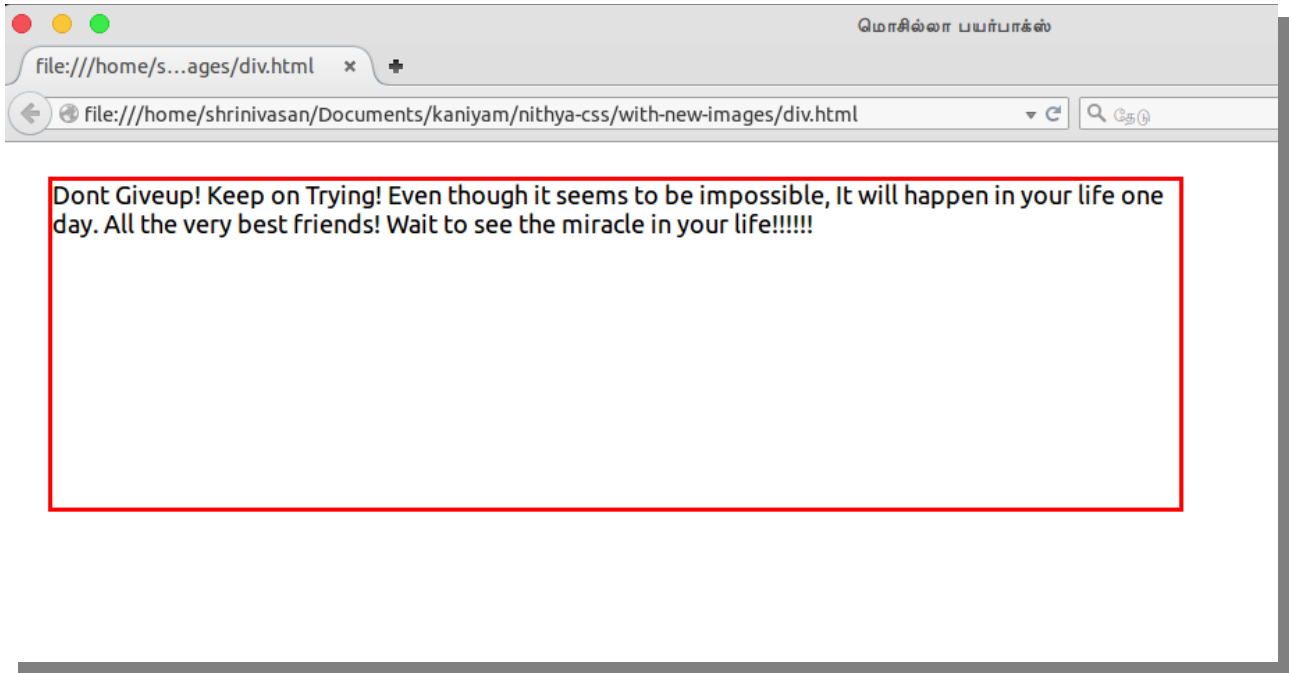 மொசில்லா பயர்பாக்ஸ்
file:///home/s...ages/div.html
file:///home/shrinivasan/Documents/kaniyam/nithya-css/with-new-images/div.html
தேடு
Dont Giveup! Keep on Trying! Even though it seems to be impossible, It will happen in your life one
day. All the very best friends! Wait to see the miracle in your life!!!!!!